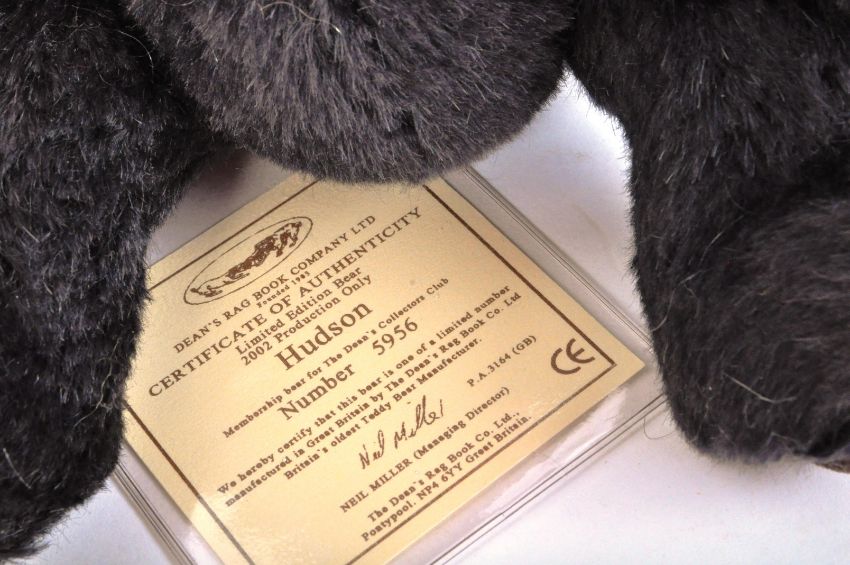 DEAN'S RAG BOOK COMPANY LTD
Founded 1903
CERTIFICATE OF AUTHENTICITY
Limited Edition Bear
2002 Production Only
Hudson
Membership bear for The Dean's Collectors Club
Number 5956
We hereby certify that this bear is one of a limited number
manufactured in Great Britain by The Dean's Rag Book Co. Ltd
Britain's oldest Teddy Bear Manufacturer.
P.A.3164 (GB)
CE
Neil Miller
NEIL MILLER (Managing Director)
The Dean's Rag Book Co. Ltd.,
Pontypool. NP4 6YY Great Britain.